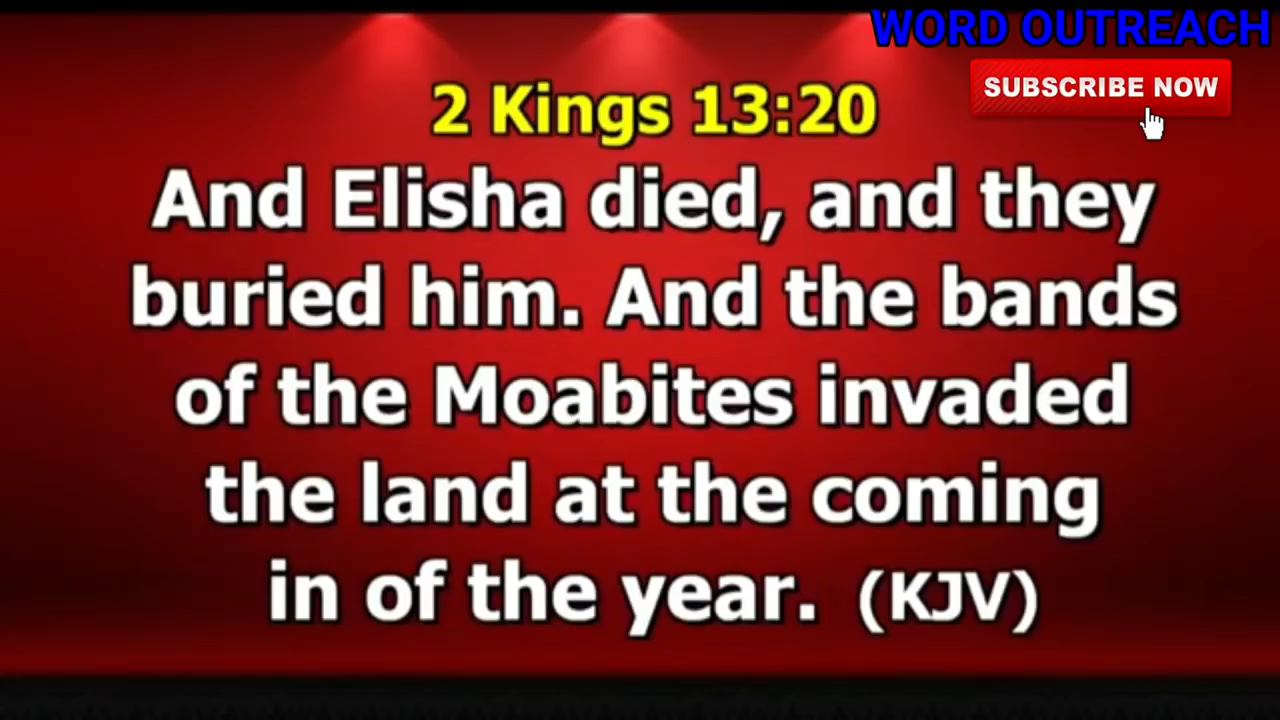 WORD OUTREACH
SUBSCRIBE NOW
2 Kings 13:20
And Elisha died, and they
buried him. And the bands
of the Moabites invaded
the land at the coming
in of the year. (KJV)